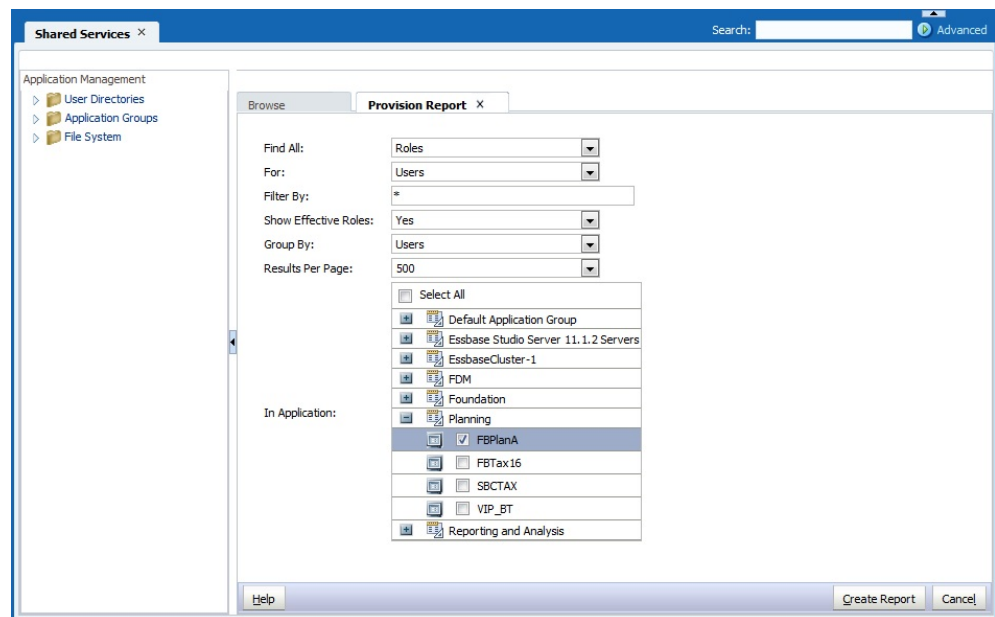 Shared Services ×
Search:
Advanced
Application Management
User Directories
Application Groups
File System
Browse
Provision Report X
Find All: Roles
For: Users
Filter By: *
Show Effective Roles: Yes
Group By: Users
Results Per Page: 500
Select All
Default Application Group
Essbase Studio Server 11.1.2 Servers
EssbaseCluster-1
FDM
Foundation
In Application:
Planning
FBPlanA
FBTax16
SBCTAX
VIP_BT
Reporting and Analysis
Help
Create Report
Cancel